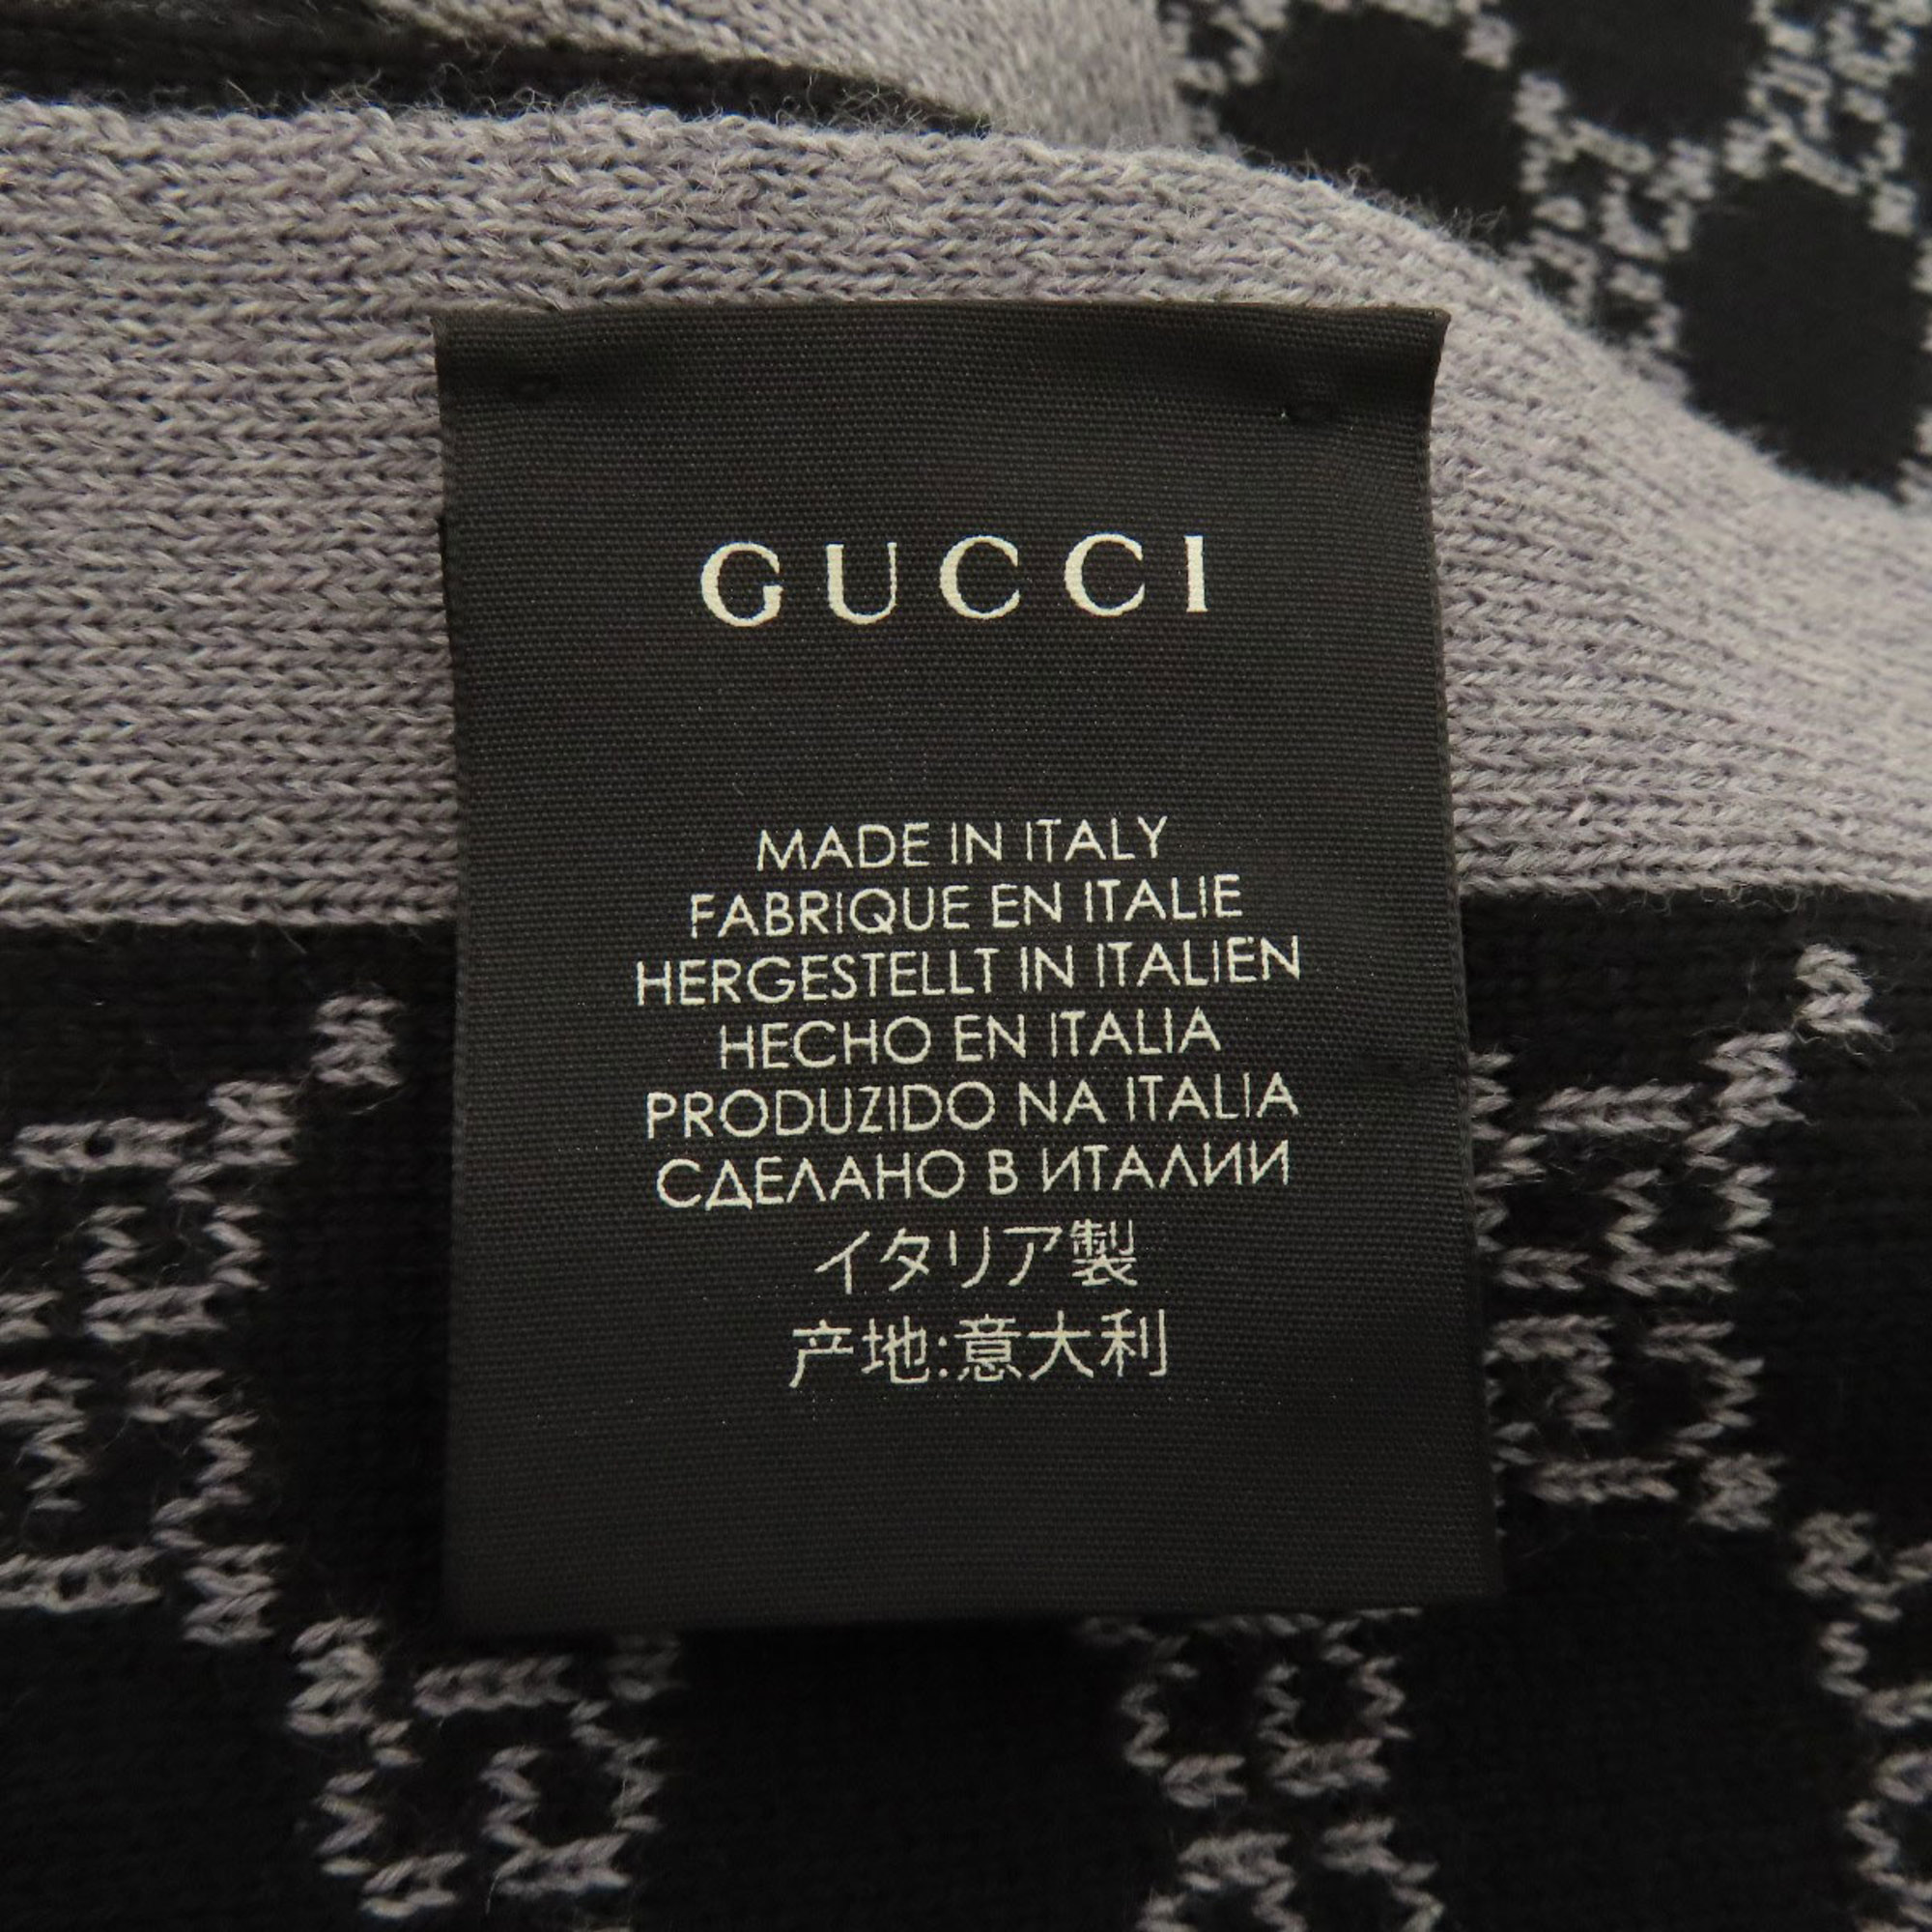 GUCCI
MADE IN ITALY
FABRIQUE EN ITALIE
HERGESTELLT IN ITALIEN
HECHO EN ITALIA
PRODUZIDO NA ITALIA
СДЕЛАНО В ИТАЛИИ
イタリア製
产地:意大利